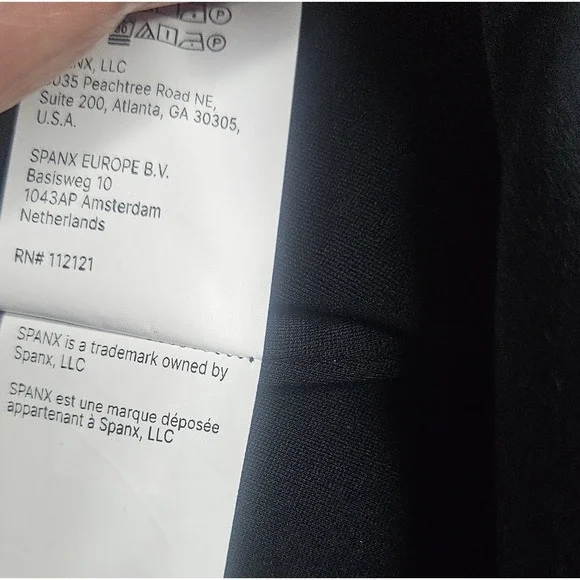 LLC
Peachtree Road NE,
Suite 200, Atlanta, GA 30305,
U.S.A.
SPANX EUROPE B.V.
Basisweg 10
1043AP Amsterdam
Netherlands
RN# 112121
SPANX is a trademark owned by
Spanx, LLC
SPANX est une marque déposée
appartenant à Spanx, LLC